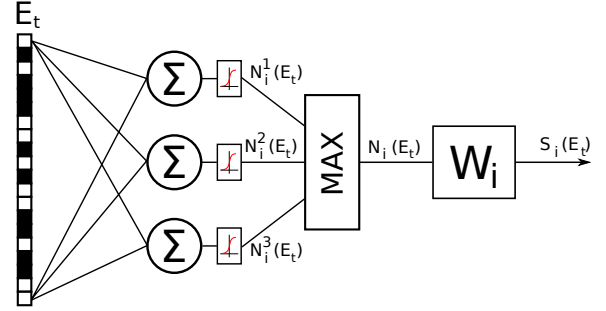 E_t
Σ
N_i^1(E_t)
Σ
N_i^2(E_t)
Σ
N_i^3(E_t)
MAX
N_i(E_t)
W_i
S_i(E_t)